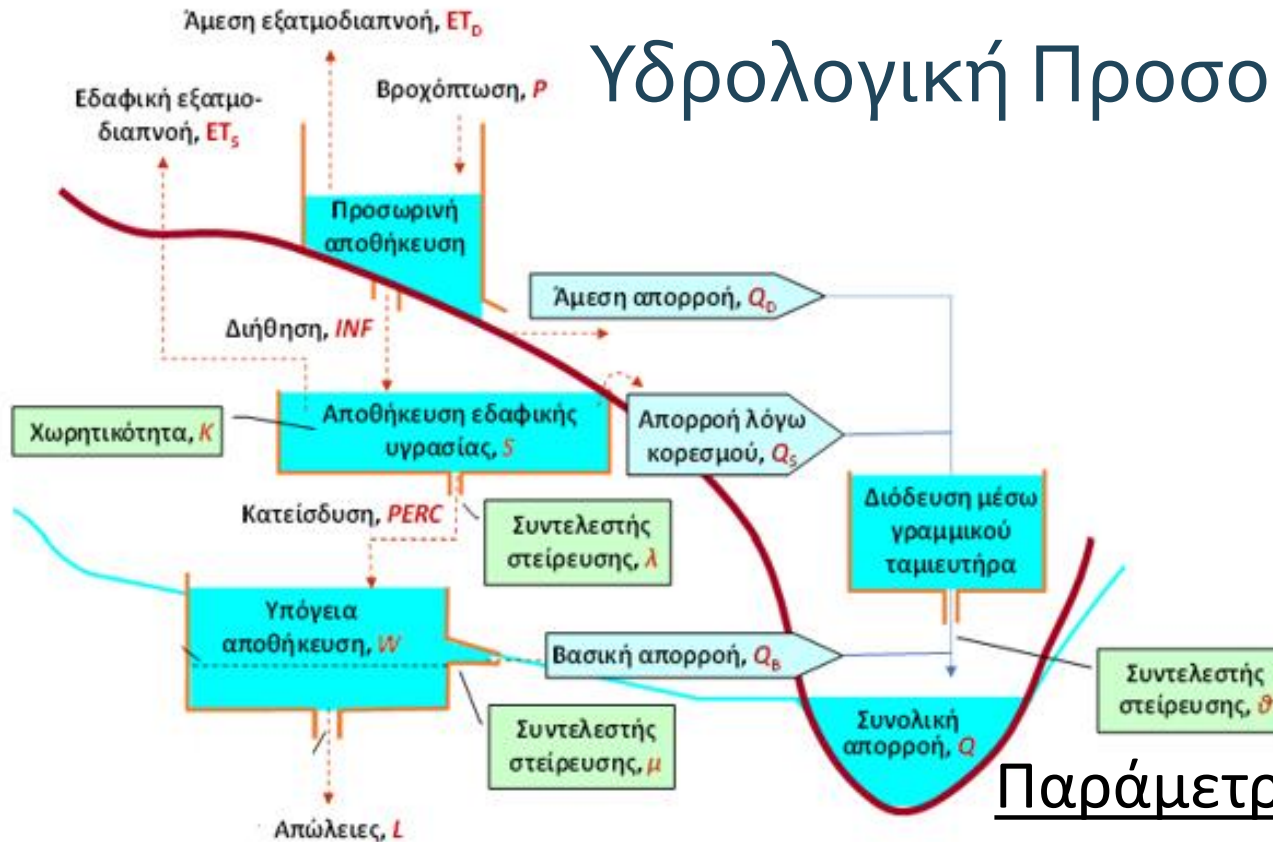 Υδρολογική Προσο
Άμεση εξατμοδιαπνοή, ET_D
Εδαφική εξατμο-
διαπνοή, ET_S
Βροχόπτωση, P
Προσωρινή
αποθήκευση
Άμεση απορροή, Q_D
Διήθηση, INF
Χωρητικότητα, K
Αποθήκευση εδαφικής
υγρασίας, S
Απορροή λόγω
κορεσμού, Q_S
Κατείσδυση, PERC
Συντελεστής
στείρευσης, λ
Διόδευση μέσω
γραμμικού
ταμιευτήρα
Υπόγεια
αποθήκευση, W
Βασική απορροή, Q_B
Συντελεστής
στείρευσης, μ
Συντελεστής
στείρευσης, θ
Συνολική
απορροή, Q
Απώλειες, L
Παράμετρ